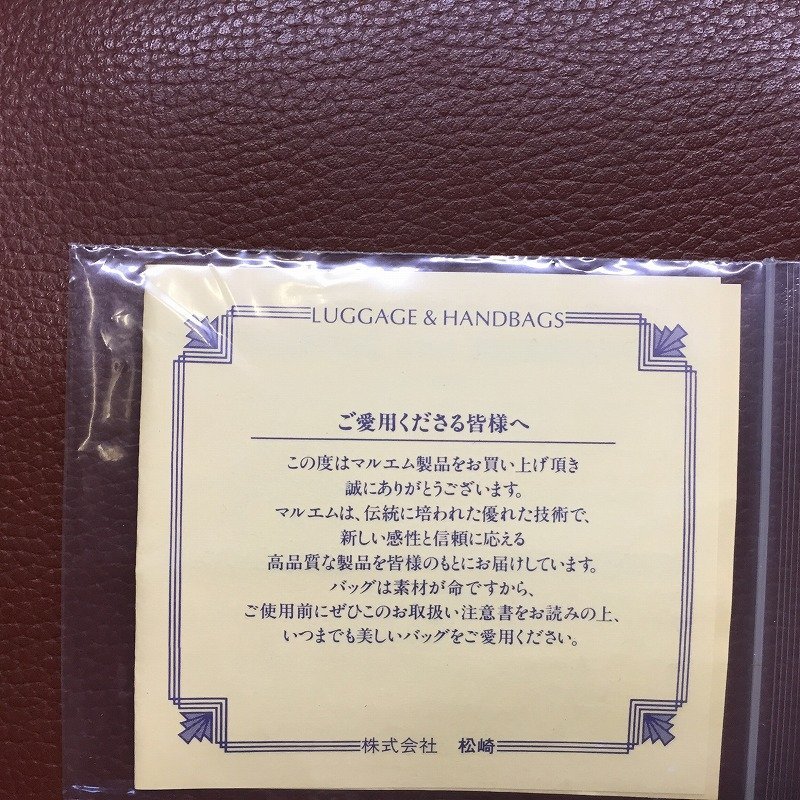 LUGGAGE & HANDBAGS
ご愛用くださる皆様へ
この度はマルエム製品をお買い上げ頂き
誠にありがとうございます。
マルエムは、伝統に培われた優れた技術で、
新しい感性と信頼に応える
高品質な製品を皆様のもとにお届けしています。
バッグは素材が命ですから、
ご使用前にぜひこのお取扱い注意書をお読みの上、
いつまでも美しいバッグをご愛用ください。
株式会社 松崎